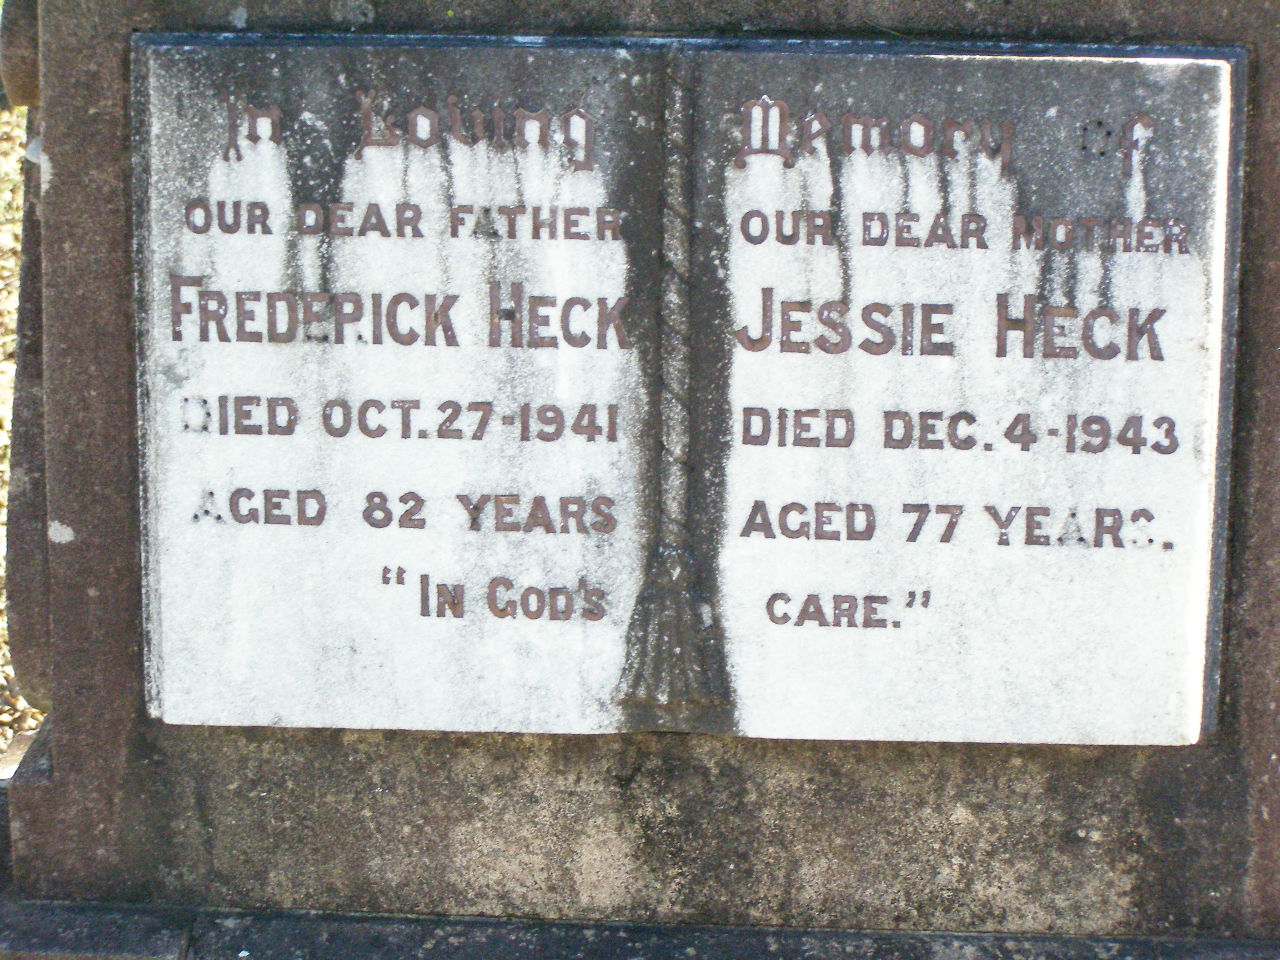 In Loving Memory of
OUR DEAR FATHER
FREDERICK HECK
DIED OCT. 27-1941
AGED 82 YEARS
OUR DEAR MOTHER
JESSIE HECK
DIED DEC. 4-1943
AGED 77 YEARS.
"IN GOD'S CARE."